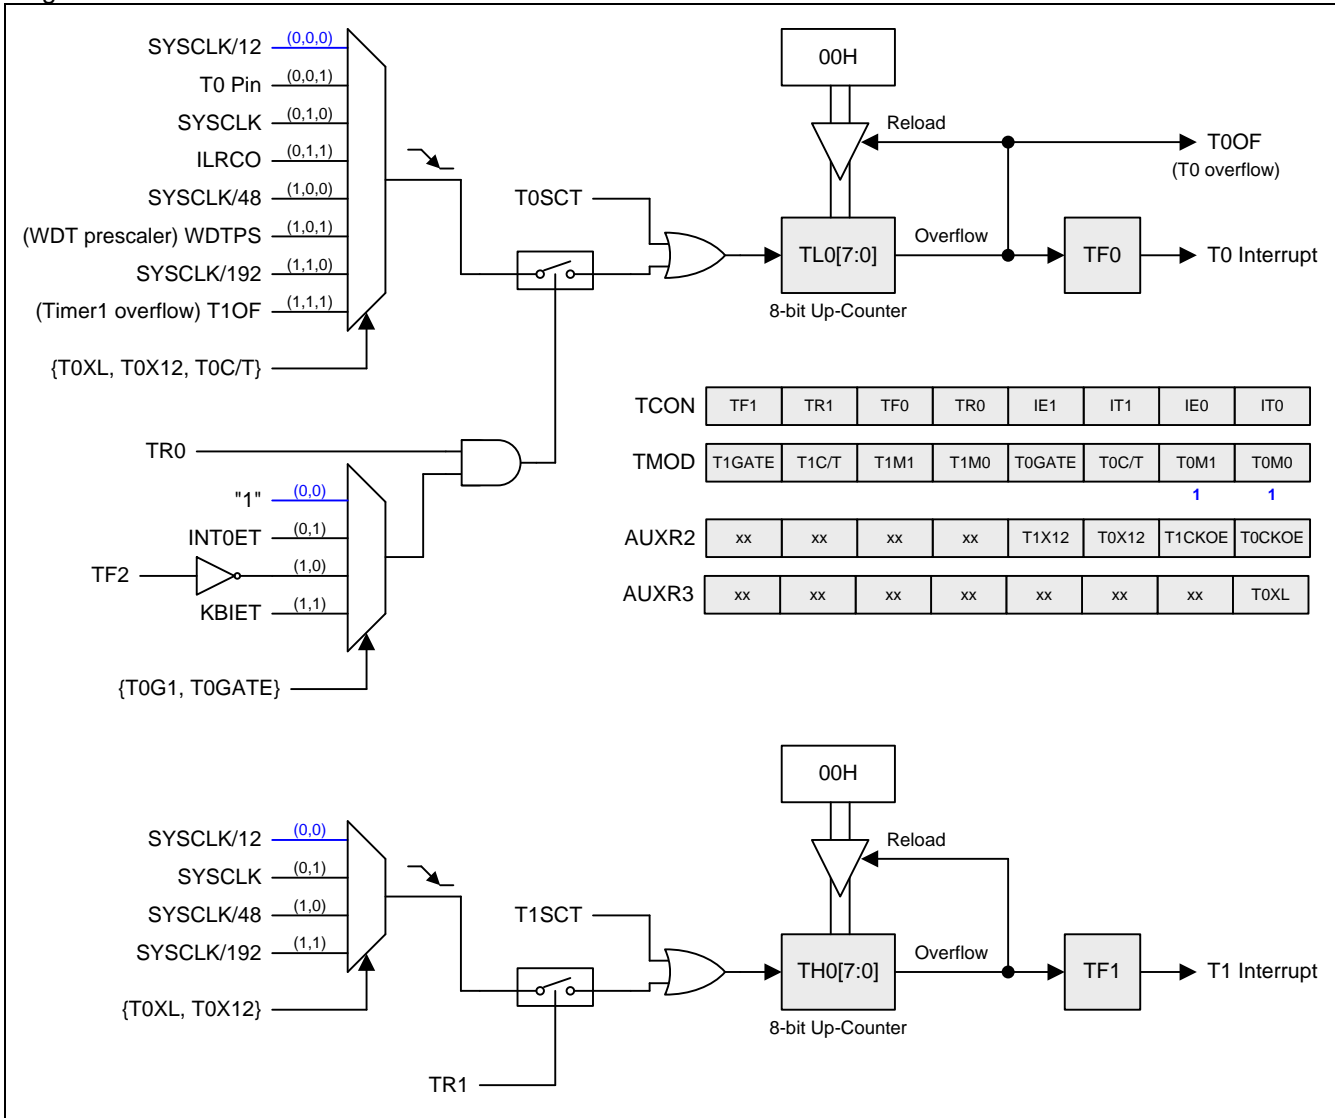 SYSCLK/12 (0,0,0)
T0 Pin (0,0,1)
SYSCLK (0,1,0)
ILRCO (0,1,1)
SYSCLK/48 (1,0,0)
(WDT prescaler) WDTPS (1,0,1)
SYSCLK/192 (1,1,0)
(Timer1 overflow) T1OF (1,1,1)
{T0XL, T0X12, T0C/T}
T0SCT
00H
Reload
T0OF
(T0 overflow)
TL0[7:0]
Overflow
TF0
T0 Interrupt
8-bit Up-Counter
TR0
"1" (0,0)
INT0ET (0,1)
TF2 (1,0)
KBIET (1,1)
{T0G1, T0GATE}
TCON TF1 TR1 TF0 TR0 IE1 IT1 IE0 IT0
TMOD T1GATE T1C/T T1M1 T1M0 T0GATE T0C/T T0M1 T0M0
1 1
AUXR2 xx xx xx xx T1X12 T0X12 T1CKOE T0CKOE
AUXR3 xx xx xx xx xx xx xx T0XL
SYSCLK/12 (0,0)
SYSCLK (0,1)
SYSCLK/48 (1,0)
SYSCLK/192 (1,1)
{T0XL, T0X12}
T1SCT
TR1
00H
Reload
TH0[7:0]
Overflow
TF1
T1 Interrupt
8-bit Up-Counter